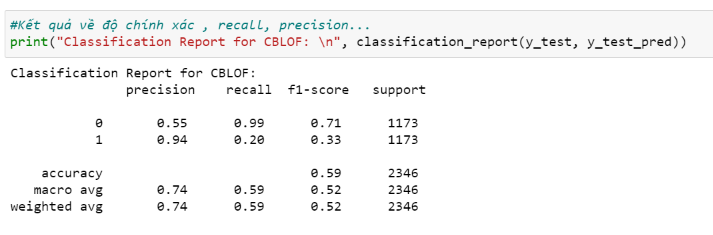 #Kết quả về độ chính xác , recall, precision...
print("Classification Report for CBLOF: \n", classification_report(y_test, y_test_pred))
Classification Report for CBLOF:
precision recall f1-score support
0 0.55 0.99 0.71 1173
1 0.94 0.20 0.33 1173
accuracy 0.59 2346
macro avg 0.74 0.59 0.52 2346
weighted avg 0.74 0.59 0.52 2346